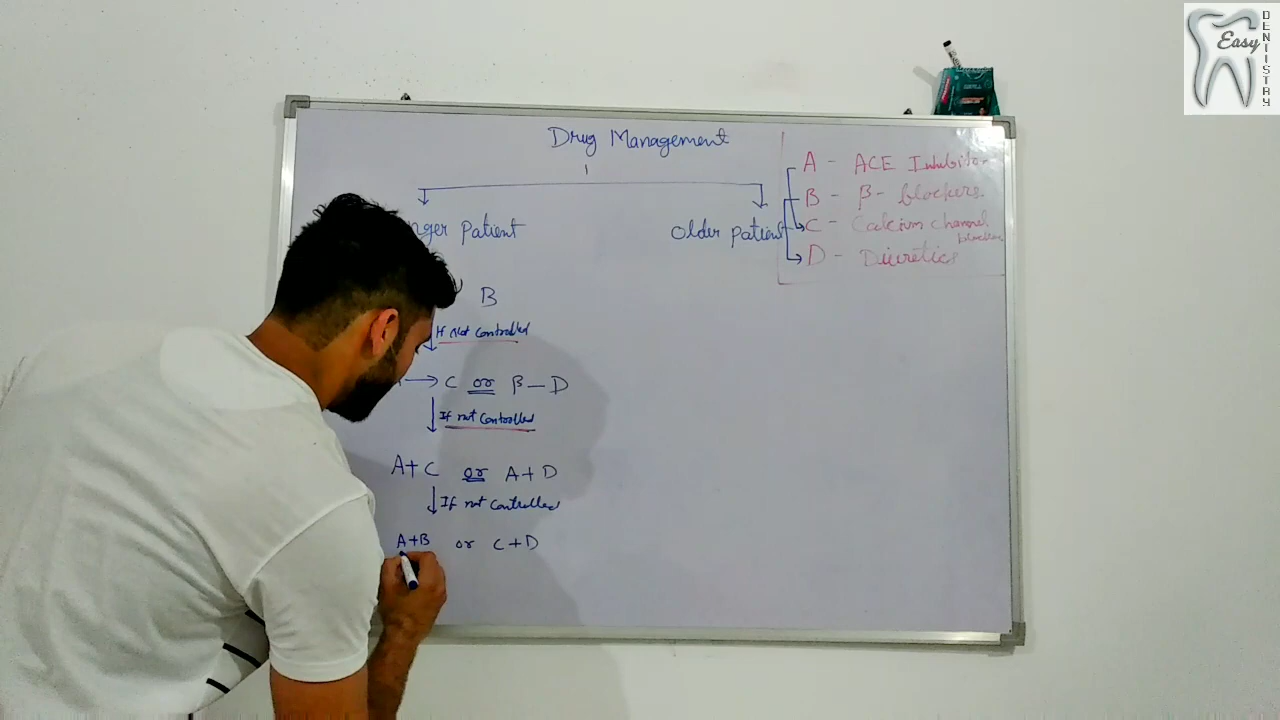 Drug Management
nger Patient
Older patient
A - ACE Inhibitor
B - β- blockers.
C - Calcium channel
blockers
D - Diuretics
B
If not controlled
→ C or β — D
If not controlled
A+C or A+D
If not controlled
A+B or C+D
Easy
DENTISTRY